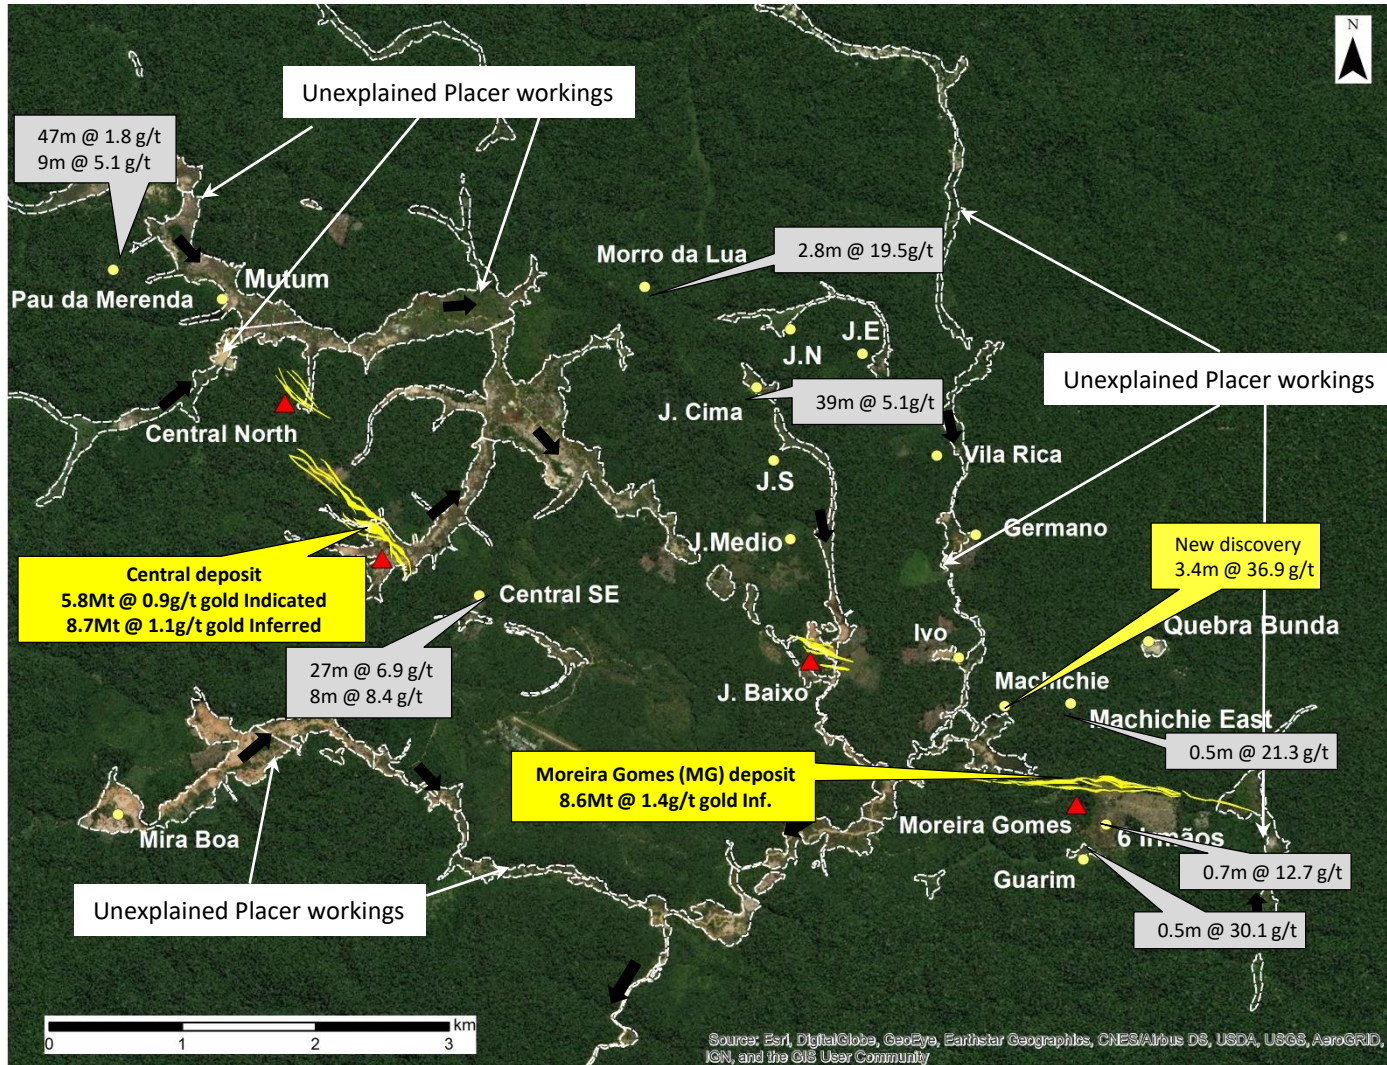 N
Unexplained Placer workings
47m @ 1.8 g/t
9m @ 5.1 g/t
Morro da Lua
2.8m @ 19.5g/t
Pau da Merenda
Mutum
J.N
J.E
Unexplained Placer workings
J. Cima
39m @ 5.1g/t
Central North
Vila Rica
J.S
Germano
J.Medio
New discovery
3.4m @ 36.9 g/t
Central deposit
5.8Mt @ 0.9g/t gold Indicated
8.7Mt @ 1.1g/t gold Inferred
Central SE
Ivo
Quebra Bunda
27m @ 6.9 g/t
8m @ 8.4 g/t
J. Baixo
Machichie
Machichie East
0.5m @ 21.3 g/t
Moreira Gomes (MG) deposit
8.6Mt @ 1.4g/t gold Inf.
Mira Boa
Moreira Gomes
6 Irmãos
0.7m @ 12.7 g/t
Guarim
Unexplained Placer workings
0.5m @ 30.1 g/t
km
0 1 2 3
Source: Esri, DigitalGlobe, GeoEye, Earthstar Geographics, CNES/Airbus DS, USDA, USGS, AeroGRID,
IGN, and the GIS User Community